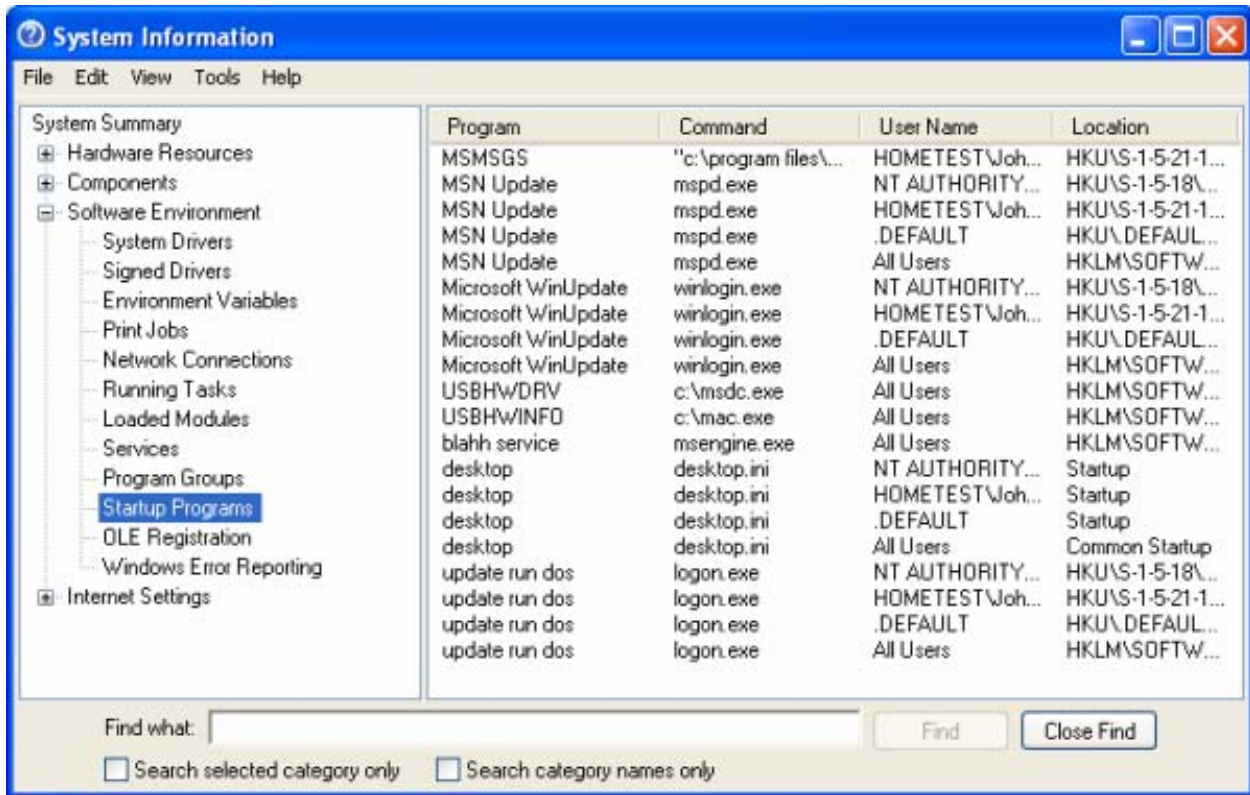 System Information
File Edit View Tools Help
System Summary
Hardware Resources
Components
Software Environment
System Drivers
Signed Drivers
Environment Variables
Print Jobs
Network Connections
Running Tasks
Loaded Modules
Services
Program Groups
Startup Programs
OLE Registration
Windows Error Reporting
Internet Settings
Program Command User Name Location
MSMSGS "c:\program files\... HOMETEST\Joh... HKU\S-1-5-21-1...
MSN Update mspd.exe NT AUTHORITY... HKU\S-1-5-18\...
MSN Update mspd.exe HOMETEST\Joh... HKU\S-1-5-21-1...
MSN Update mspd.exe .DEFAULT HKU\.DEFAUL...
MSN Update mspd.exe All Users HKLM\SOFTW...
Microsoft WinUpdate winlogin.exe NT AUTHORITY... HKU\S-1-5-18\...
Microsoft WinUpdate winlogin.exe HOMETEST\Joh... HKU\S-1-5-21-1...
Microsoft WinUpdate winlogin.exe .DEFAULT HKU\.DEFAUL...
Microsoft WinUpdate winlogin.exe All Users HKLM\SOFTW...
USBHWDRV c:\msdc.exe All Users HKLM\SOFTW...
USBHWINFO c:\mac.exe All Users HKLM\SOFTW...
blahh service msengine.exe All Users HKLM\SOFTW...
desktop desktop.ini NT AUTHORITY... Startup
desktop desktop.ini HOMETEST\Joh... Startup
desktop desktop.ini .DEFAULT Startup
desktop desktop.ini All Users Common Startup
update run dos logon.exe NT AUTHORITY... HKU\S-1-5-18\...
update run dos logon.exe HOMETEST\Joh... HKU\S-1-5-21-1...
update run dos logon.exe .DEFAULT HKU\.DEFAUL...
update run dos logon.exe All Users HKLM\SOFTW...
Find what: Find Close Find
Search selected category only Search category names only